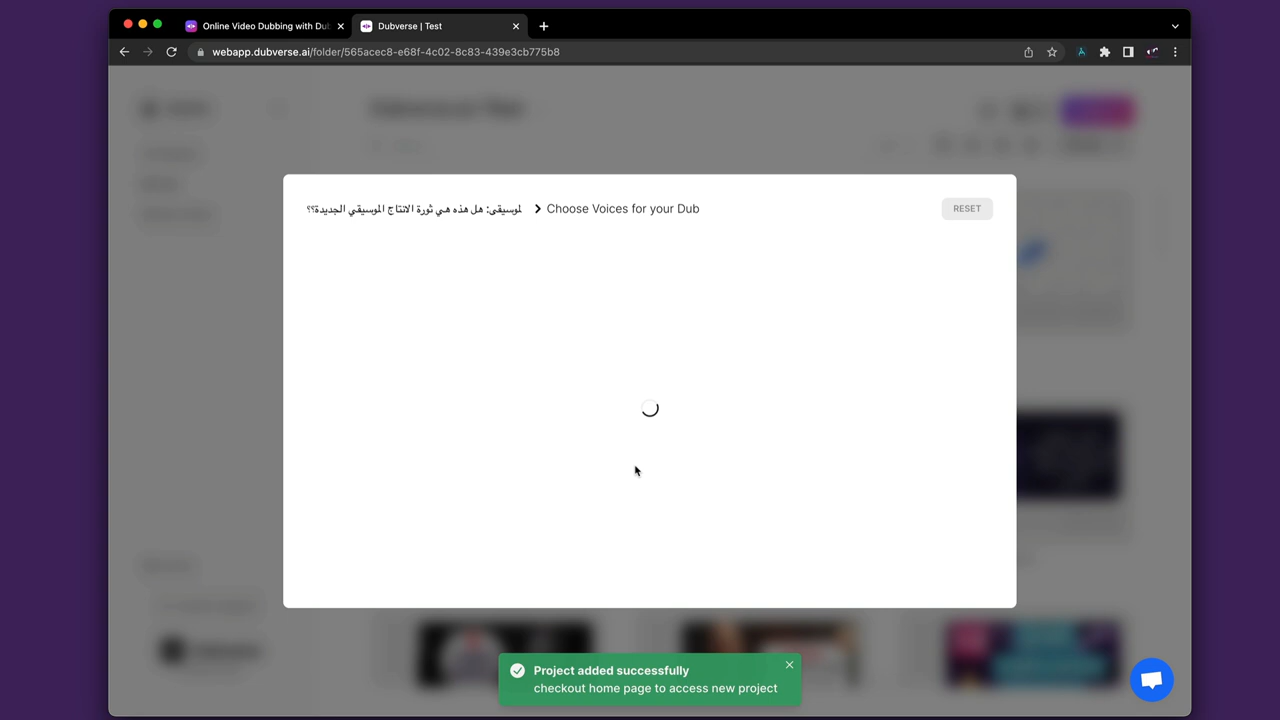 Online Video Dubbing with Dub
Dubverse | Test
webapp.dubverse.ai/folder/565acec8-e68f-4c02-8c83-439e3cb775b8
لموسيقى: هل هذه هي ثورة الانتاج الموسيقي الجديدة؟؟
Choose Voices for your Dub
RESET
Project added successfully
checkout home page to access new project